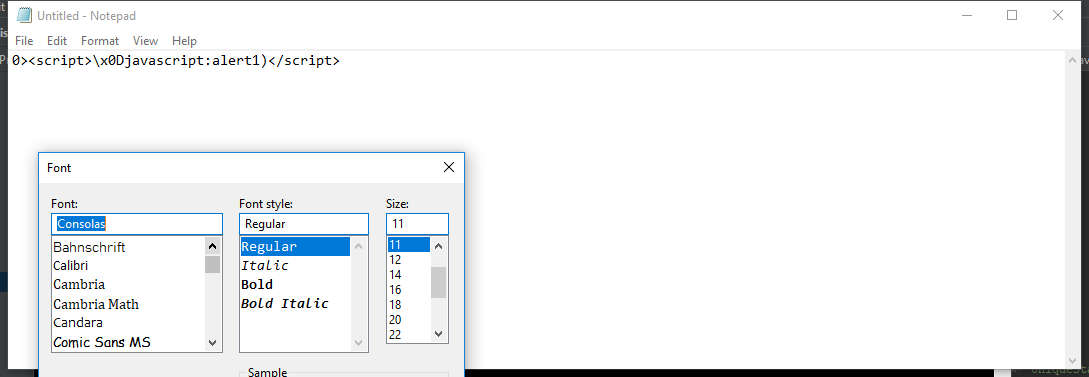 Untitled - Notepad
File Edit Format View Help
0><script>\x0Djavascript:alert1)</script>
Font
Font: Font style: Size:
Consolas Regular 11
Bahnschrift Regular 11
Calibri Italic 12
Cambria Bold 14
Cambria Math Bold Italic 16
Candara 18
Comic Sans MS 20
22
Sample